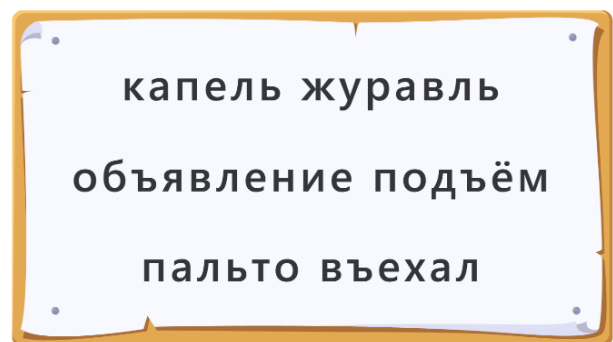 капель журавль
объявление подъём
пальто въехал